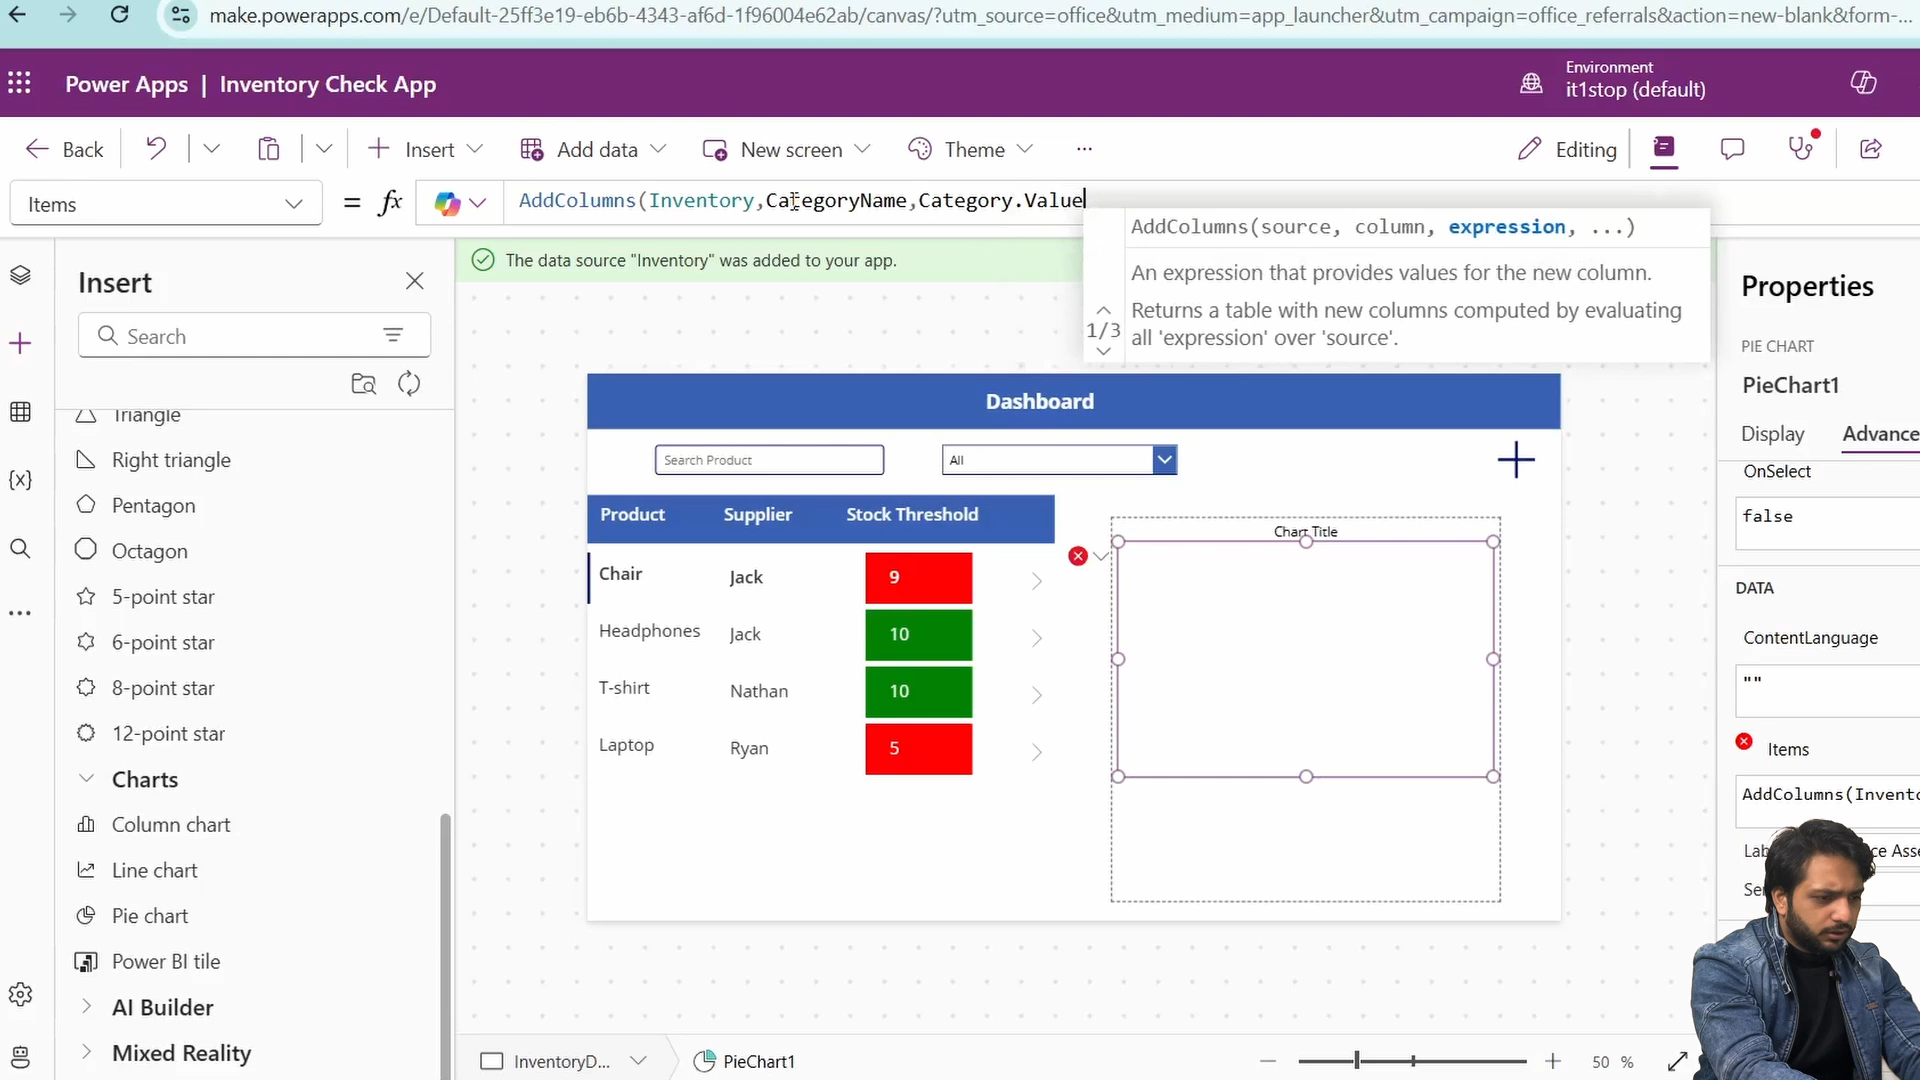 make.powerapps.com/e/Default-25ff3e19-eb6b-4343-af6d-1f96004e62ab/canvas/?utm_source=office&utm_medium=app_launcher&utm_campaign=office_referrals&action=new-blank&form-...
Power Apps | Inventory Check App
Environment
it1stop (default)
Back
Insert
Add data
New screen
Theme
...
Editing
Items
= fx
AddColumns(Inventory,CategoryName,Category.Value
AddColumns(source, column, expression, ...)
An expression that provides values for the new column.
1/3
Returns a table with new columns computed by evaluating
all 'expression' over 'source'.
The data source "Inventory" was added to your app.
Insert
Search
Triangle
Right triangle
Pentagon
Octagon
5-point star
6-point star
8-point star
12-point star
Charts
Column chart
Line chart
Pie chart
Power BI tile
AI Builder
Mixed Reality
Dashboard
Search Product
All
Product Supplier Stock Threshold
Chair Jack 9
Headphones Jack 10
T-shirt Nathan 10
Laptop Ryan 5
Chart Title
Properties
PIE CHART
PieChart1
Display Advance
OnSelect
false
DATA
ContentLanguage
""
Items
AddColumns(Invento
InventoryD...
PieChart1
50 %